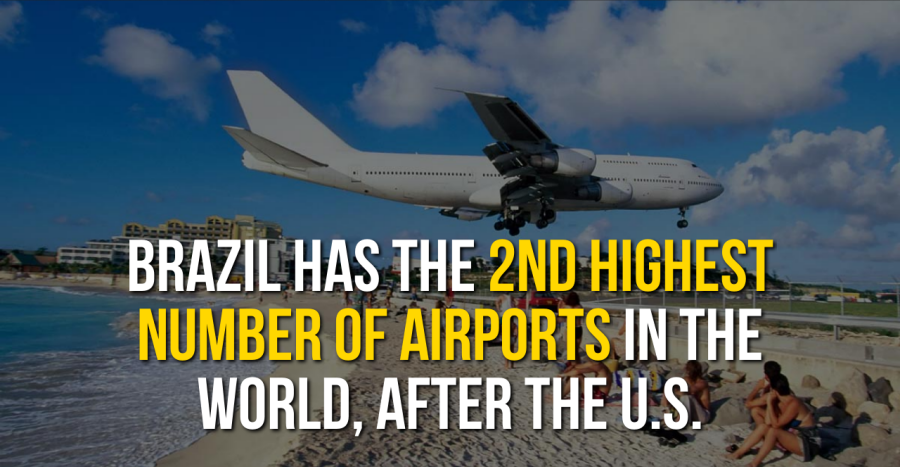 BRAZIL HAS THE 2ND HIGHEST
NUMBER OF AIRPORTS IN THE
WORLD, AFTER THE U.S.